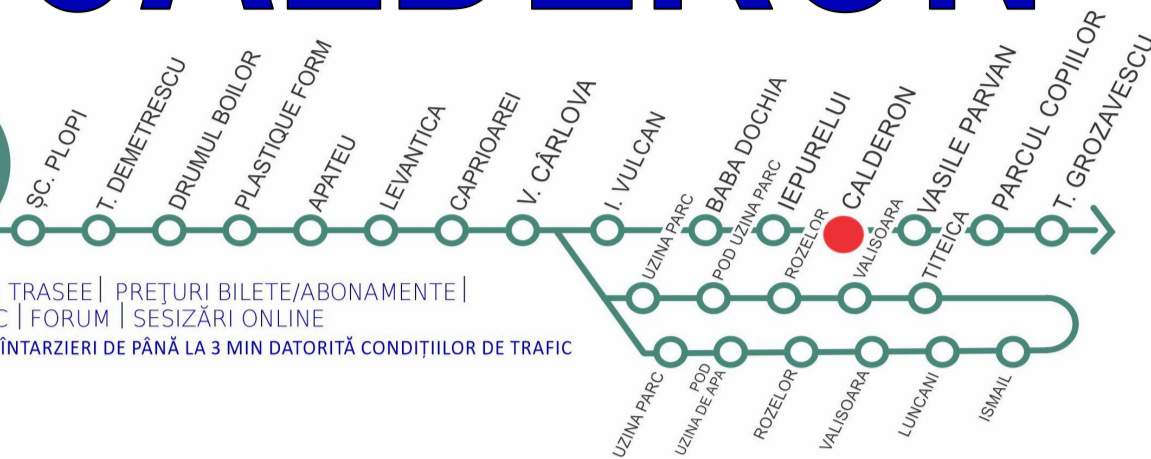 CALDERON
ȘC. PLOPI
T. DEMETRESCU
DRUMUL BOILOR
PLASTIQUE FORM
APATEU
LEVANTICA
CAPRIOAREI
V. CÂRLOVA
I. VULCAN
BABA DOCHIA
IEPURELUI
CALDERON
VASILE PARVAN
PARCUL COPIILOR
T. GROZAVESCU
UZINA PARC
POD UZINA PARC
ROZELOR
VALISOARA
TITEICA
TRASEE| PREŢURI BILETE/ABONAMENTE|
C | FORUM | SESIZĂRI ONLINE
ÎNTARZIERI DE PÂNĂ LA 3 MIN DATORITĂ CONDIȚIILOR DE TRAFIC
UZINA PARC
POD
UZINA DE APA
ROZELOR
VALISOARA
LUNCANI
ISMAIL